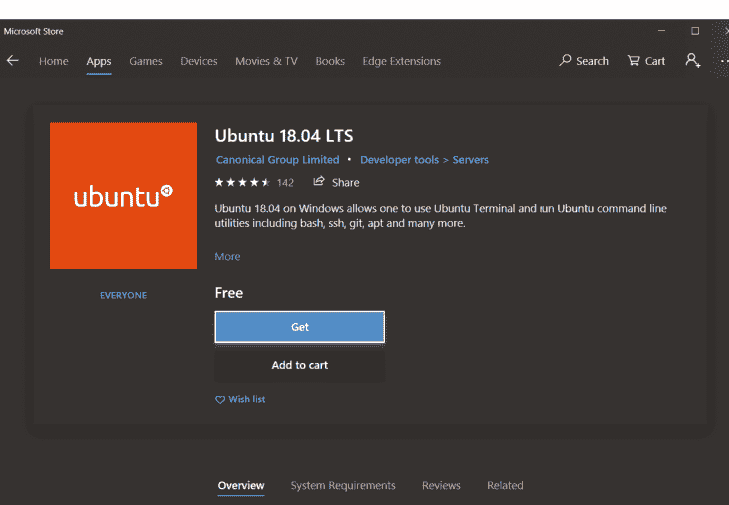 Microsoft Store
Home Apps Games Devices Movies & TV Books Edge Extensions Search Cart
ubuntu
Ubuntu 18.04 LTS
Canonical Group Limited • Developer tools > Servers
142 Share
Ubuntu 18.04 on Windows allows one to use Ubuntu Terminal and run Ubuntu command line
utilities including bash, ssh, git, apt and many more.
More
EVERYONE
Free
Get
Add to cart
Wish list
Overview System Requirements Reviews Related